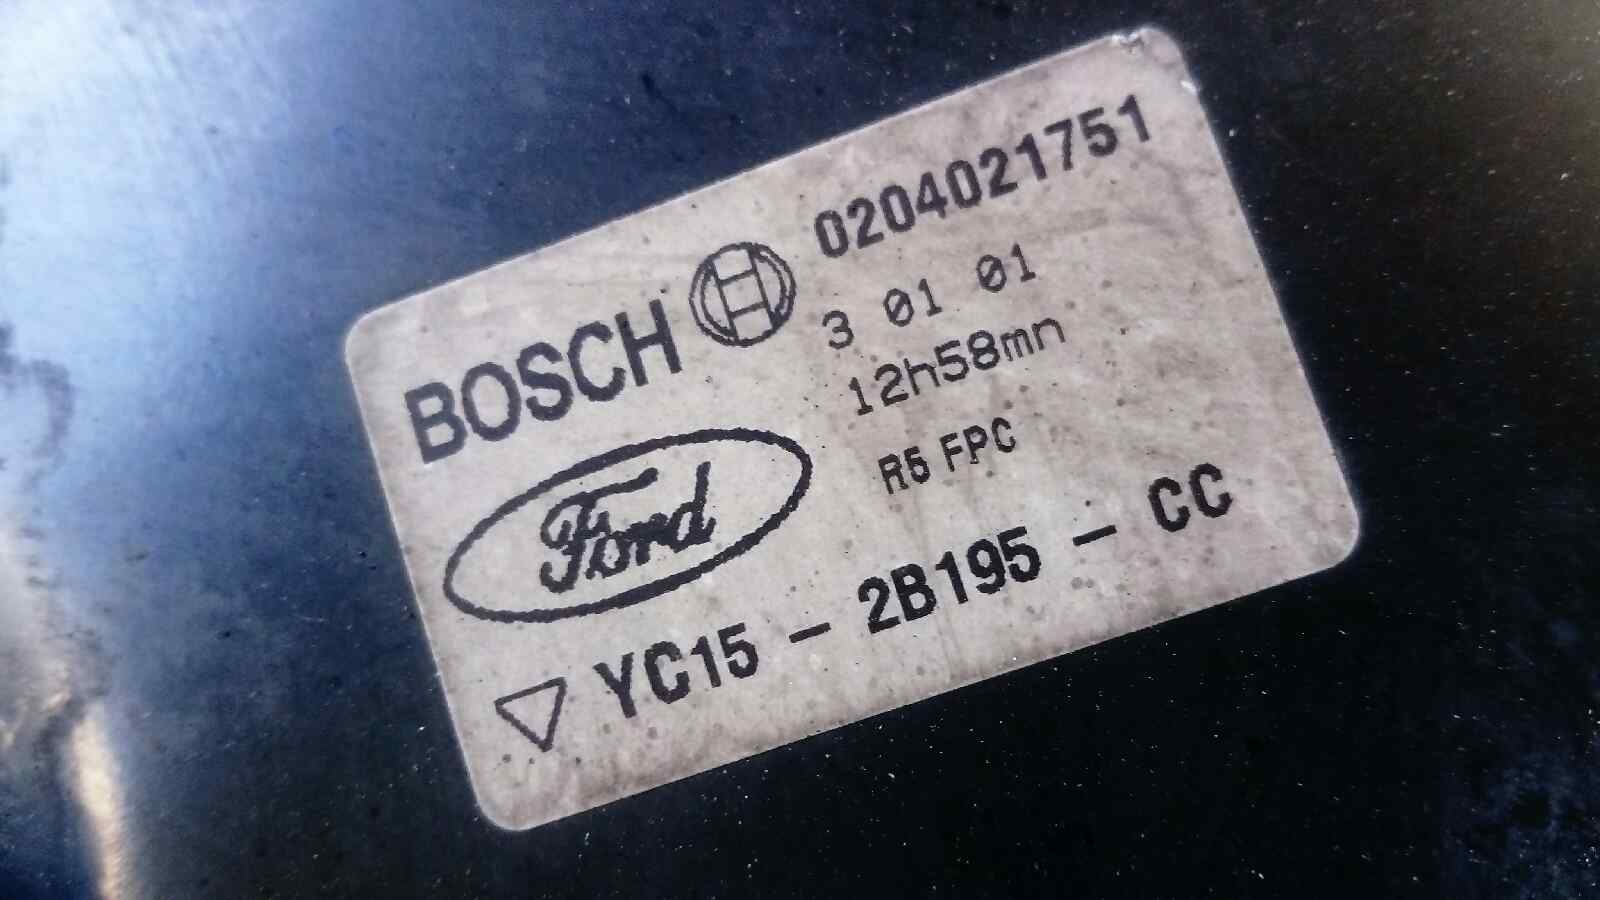 BOSCH 0204021751
3 01 01
12h58mn
R5 FPC
Ford
YC15 - 2B195 - CC